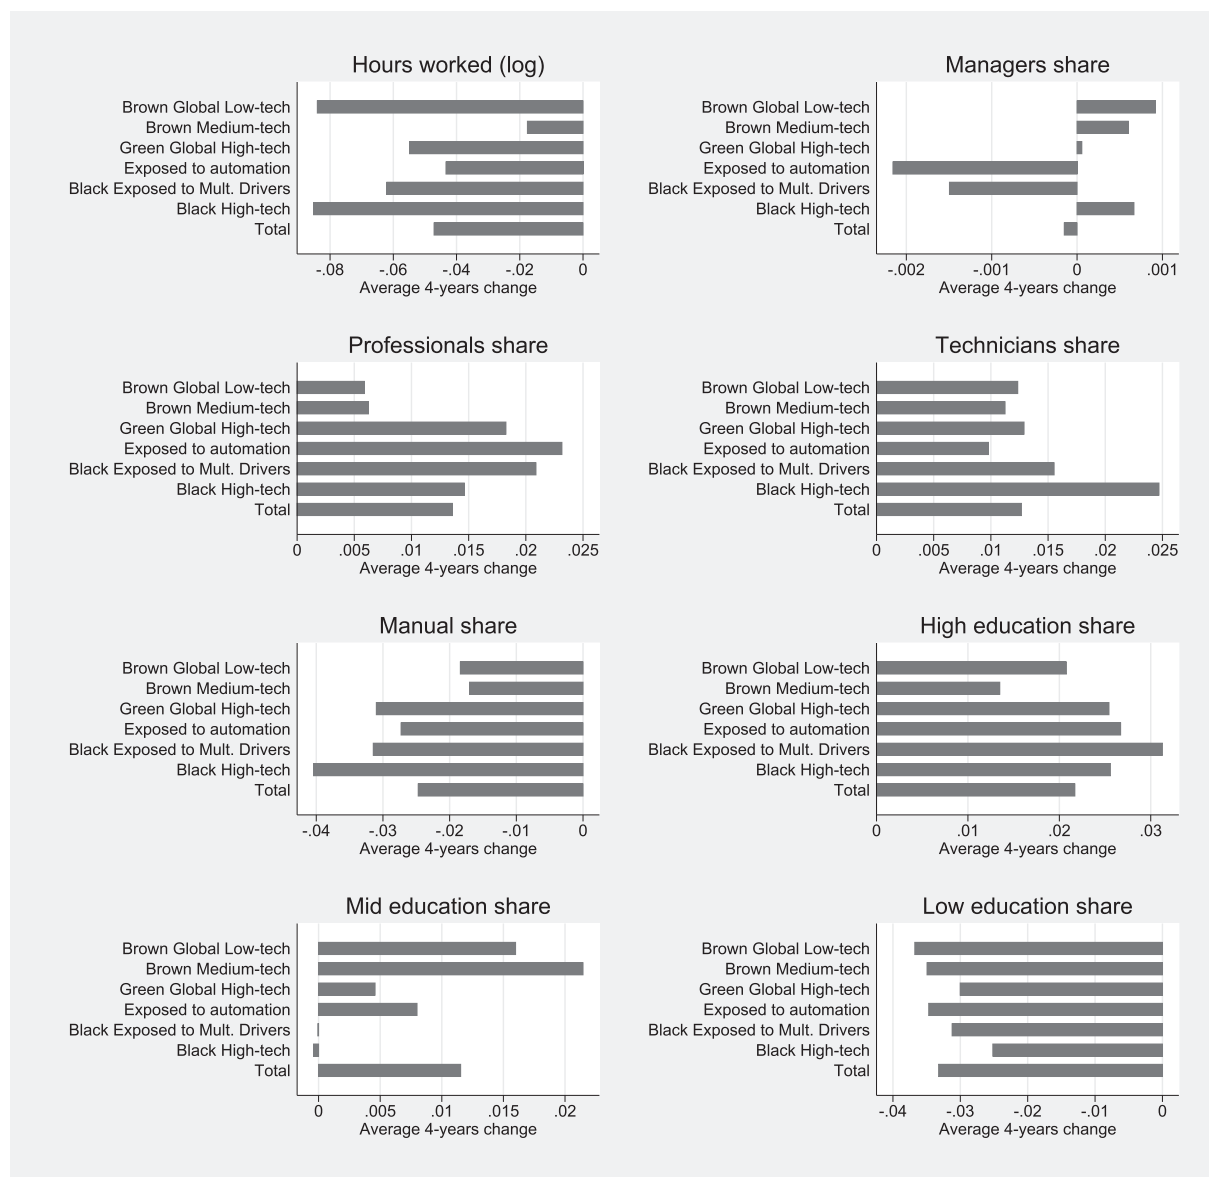 Hours worked (log)
Brown Global Low-tech
Brown Medium-tech
Green Global High-tech
Exposed to automation
Black Exposed to Mult. Drivers
Black High-tech
Total
-.08 -.06 -.04 -.02 0
Average 4-years change
Managers share
Brown Global Low-tech
Brown Medium-tech
Green Global High-tech
Exposed to automation
Black Exposed to Mult. Drivers
Black High-tech
Total
-.002 -.001 0 .001
Average 4-years change
Professionals share
Brown Global Low-tech
Brown Medium-tech
Green Global High-tech
Exposed to automation
Black Exposed to Mult. Drivers
Black High-tech
Total
0 .005 .01 .015 .02 .025
Average 4-years change
Technicians share
Brown Global Low-tech
Brown Medium-tech
Green Global High-tech
Exposed to automation
Black Exposed to Mult. Drivers
Black High-tech
Total
0 .005 .01 .015 .02 .025
Average 4-years change
Manual share
Brown Global Low-tech
Brown Medium-tech
Green Global High-tech
Exposed to automation
Black Exposed to Mult. Drivers
Black High-tech
Total
-.04 -.03 -.02 -.01 0
Average 4-years change
High education share
Brown Global Low-tech
Brown Medium-tech
Green Global High-tech
Exposed to automation
Black Exposed to Mult. Drivers
Black High-tech
Total
0 .01 .02 .03
Average 4-years change
Mid education share
Brown Global Low-tech
Brown Medium-tech
Green Global High-tech
Exposed to automation
Black Exposed to Mult. Drivers
Black High-tech
Total
0 .005 .01 .015 .02
Average 4-years change
Low education share
Brown Global Low-tech
Brown Medium-tech
Green Global High-tech
Exposed to automation
Black Exposed to Mult. Drivers
Black High-tech
Total
-.04 -.03 -.02 -.01 0
Average 4-years change